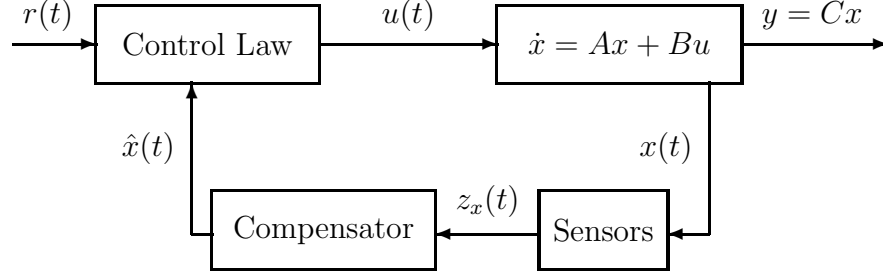 r(t)
Control Law
u(t)
ẋ = Ax + Bu
y = Cx
x̂(t)
x(t)
Compensator
z_x(t)
Sensors